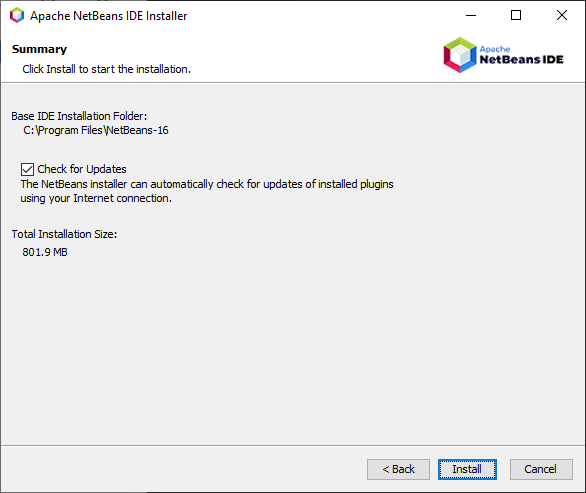 Apache NetBeans IDE Installer
Summary
Click Install to start the installation.
Apache
NetBeans IDE
Base IDE Installation Folder:
C:\Program Files\NetBeans-16
Check for Updates
The NetBeans installer can automatically check for updates of installed plugins
using your Internet connection.
Total Installation Size:
801.9 MB
< Back
Install
Cancel